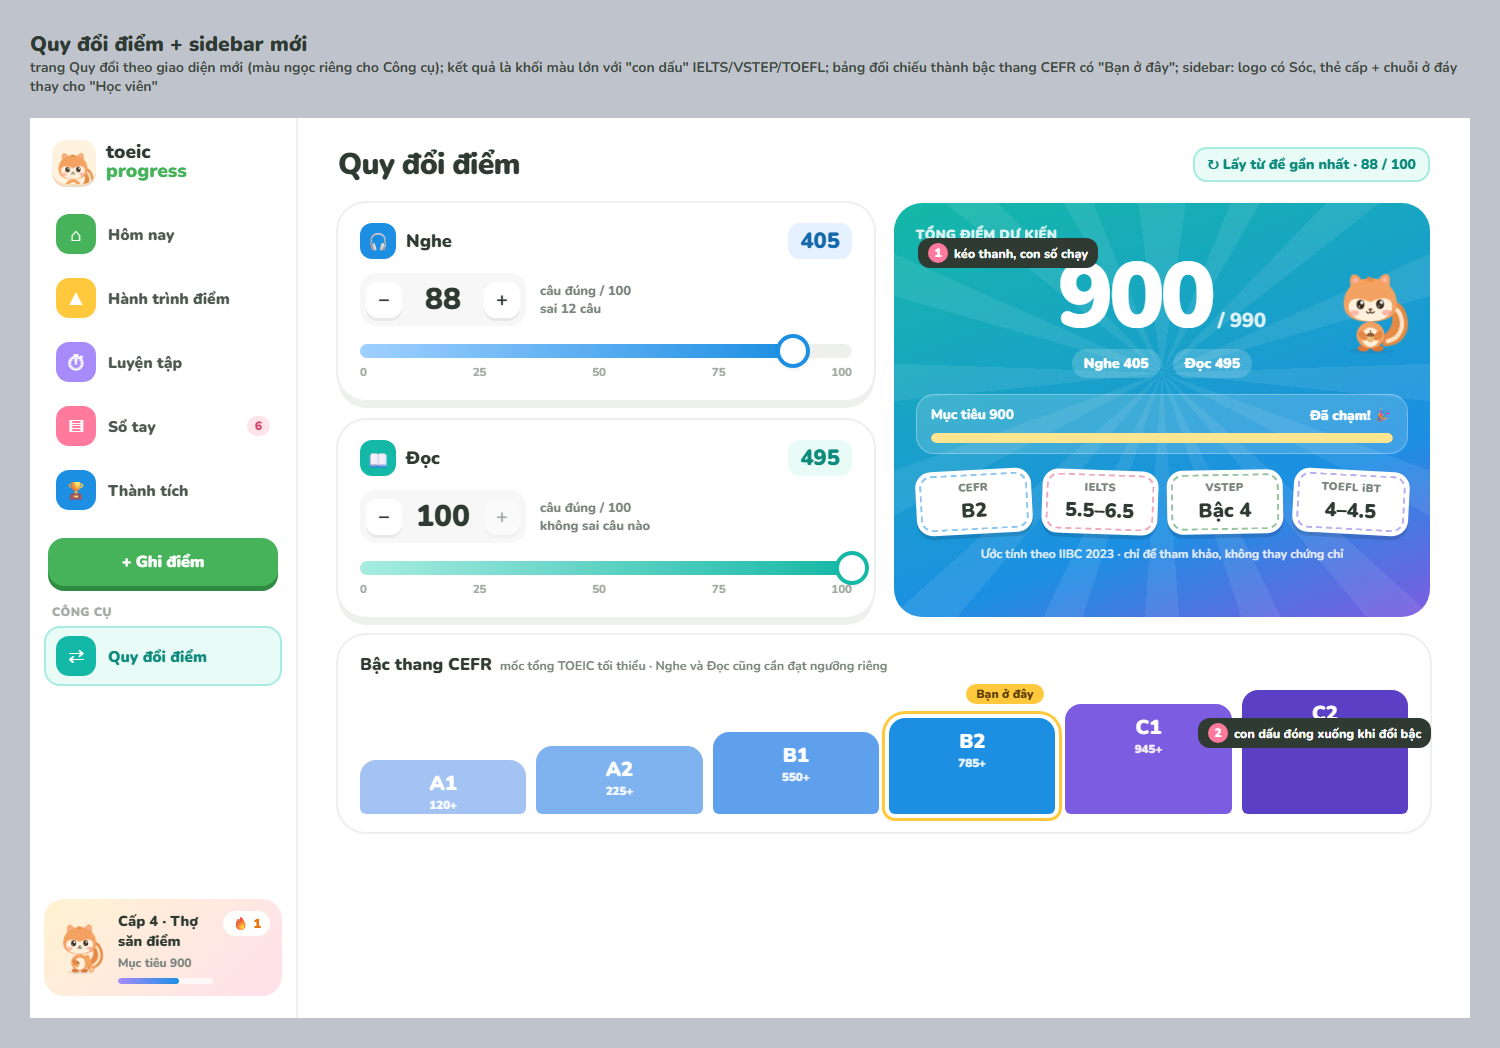 Quy đổi điểm + sidebar mới
trang Quy đổi theo giao diện mới (màu ngọc riêng cho Công cụ); kết quả là khối màu lớn với "con dấu" IELTS/VSTEP/TOEFL; bảng đối chiếu thành bậc thang CEFR có "Bạn ở đây"; sidebar: logo có Sóc, thẻ cấp + chuỗi ở đáy
thay cho "Học viên"
toeic
progress
Hôm nay
Hành trình điểm
Luyện tập
Sổ tay
6
Thành tích
+ Ghi điểm
CÔNG CỤ
Quy đổi điểm
Cấp 4 · Thợ
săn điểm
1
Mục tiêu 900
Quy đổi điểm
↻ Lấy từ đề gần nhất · 88 / 100
Nghe
405
− 88 +
câu đúng / 100
sai 12 câu
0 25 50 75 100
Đọc
495
− 100 +
câu đúng / 100
không sai câu nào
0 25 50 75 100
TỔNG ĐIỂM DỰ KIẾN
1 kéo thanh, con số chạy
900 / 990
Nghe 405
Đọc 495
Mục tiêu 900
Đã chạm! 🎉
CEFR
B2
IELTS
5.5–6.5
VSTEP
Bậc 4
TOEFL iBT
4–4.5
Ước tính theo IIBC 2023 · chỉ để tham khảo, không thay chứng chỉ
Bậc thang CEFR mốc tổng TOEIC tối thiểu · Nghe và Đọc cũng cần đạt ngưỡng riêng
Bạn ở đây
A1
120+
A2
225+
B1
550+
B2
785+
C1
945+
C2
2 con dấu đóng xuống khi đổi bậc